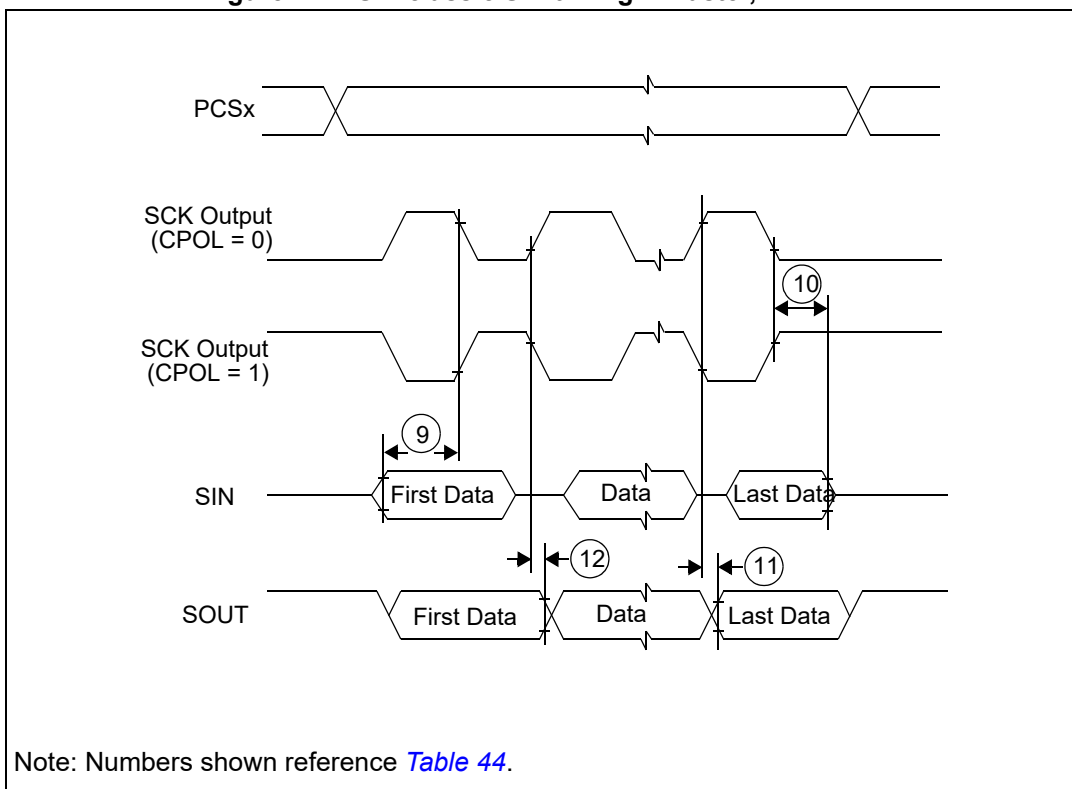 PCSx
SCK Output
(CPOL = 0)
10
SCK Output
(CPOL = 1)
9
SIN
First Data
Data
Last Data
12
11
SOUT
First Data
Data
Last Data
Note: Numbers shown reference Table 44.